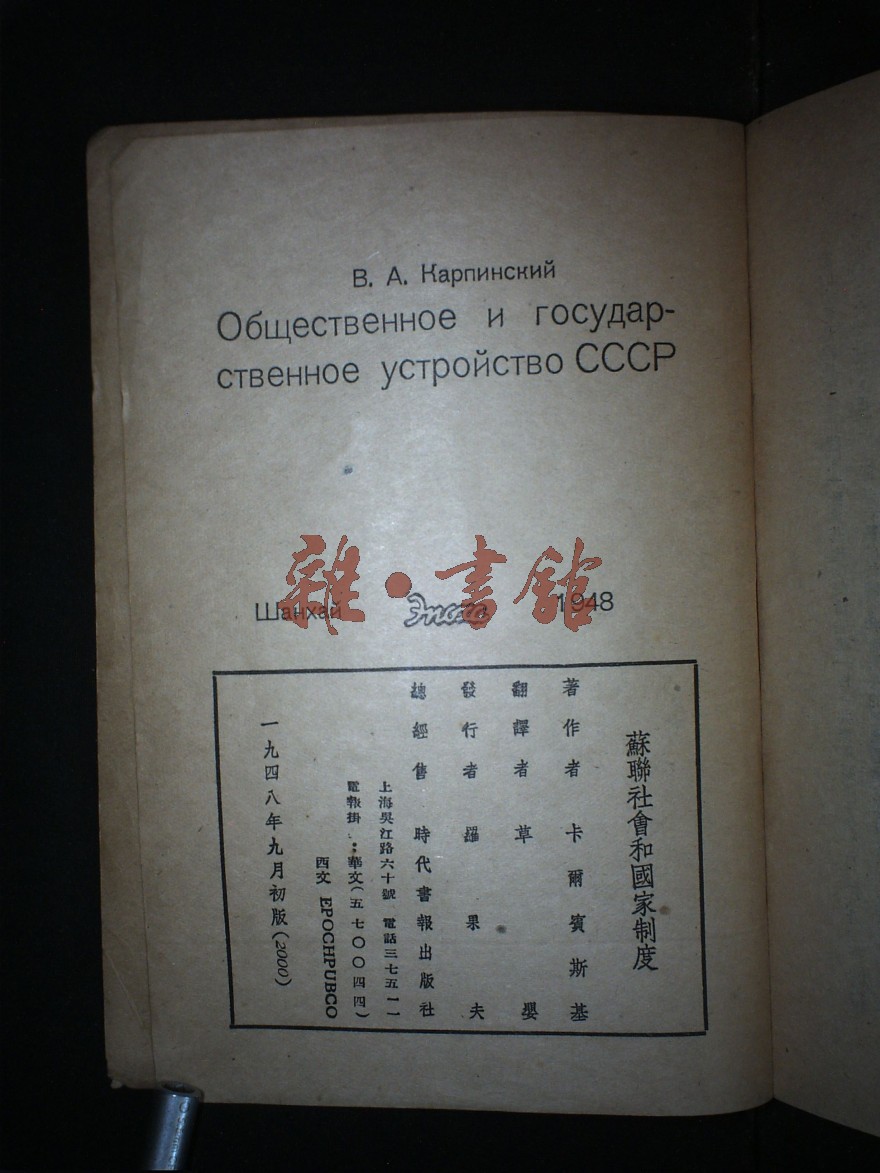 В. А. Карпинский
Общественное и государ-
ственное устройство СССР
雜·書館
Шанхай Эпоха 1948
蘇聯社會和國家制度
著作者 卡爾賓斯基
翻譯者 草嬰
發行者 羅果夫
總經售 時代書報出版社
上海吳江路六十號 電話三七五一一
電報掛 : 華文(五七〇〇四四)
西文 EPOCHPUBCO
一九四八年九月初版(2000)